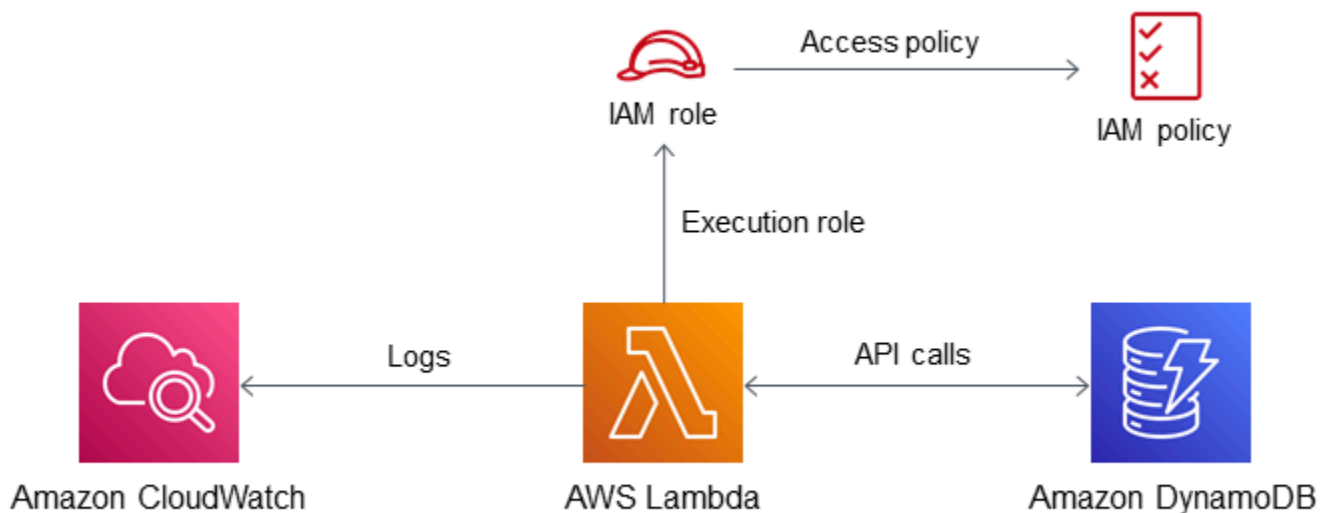 Access policy
IAM role
IAM policy
Execution role
Logs
API calls
Amazon CloudWatch
AWS Lambda
Amazon DynamoDB